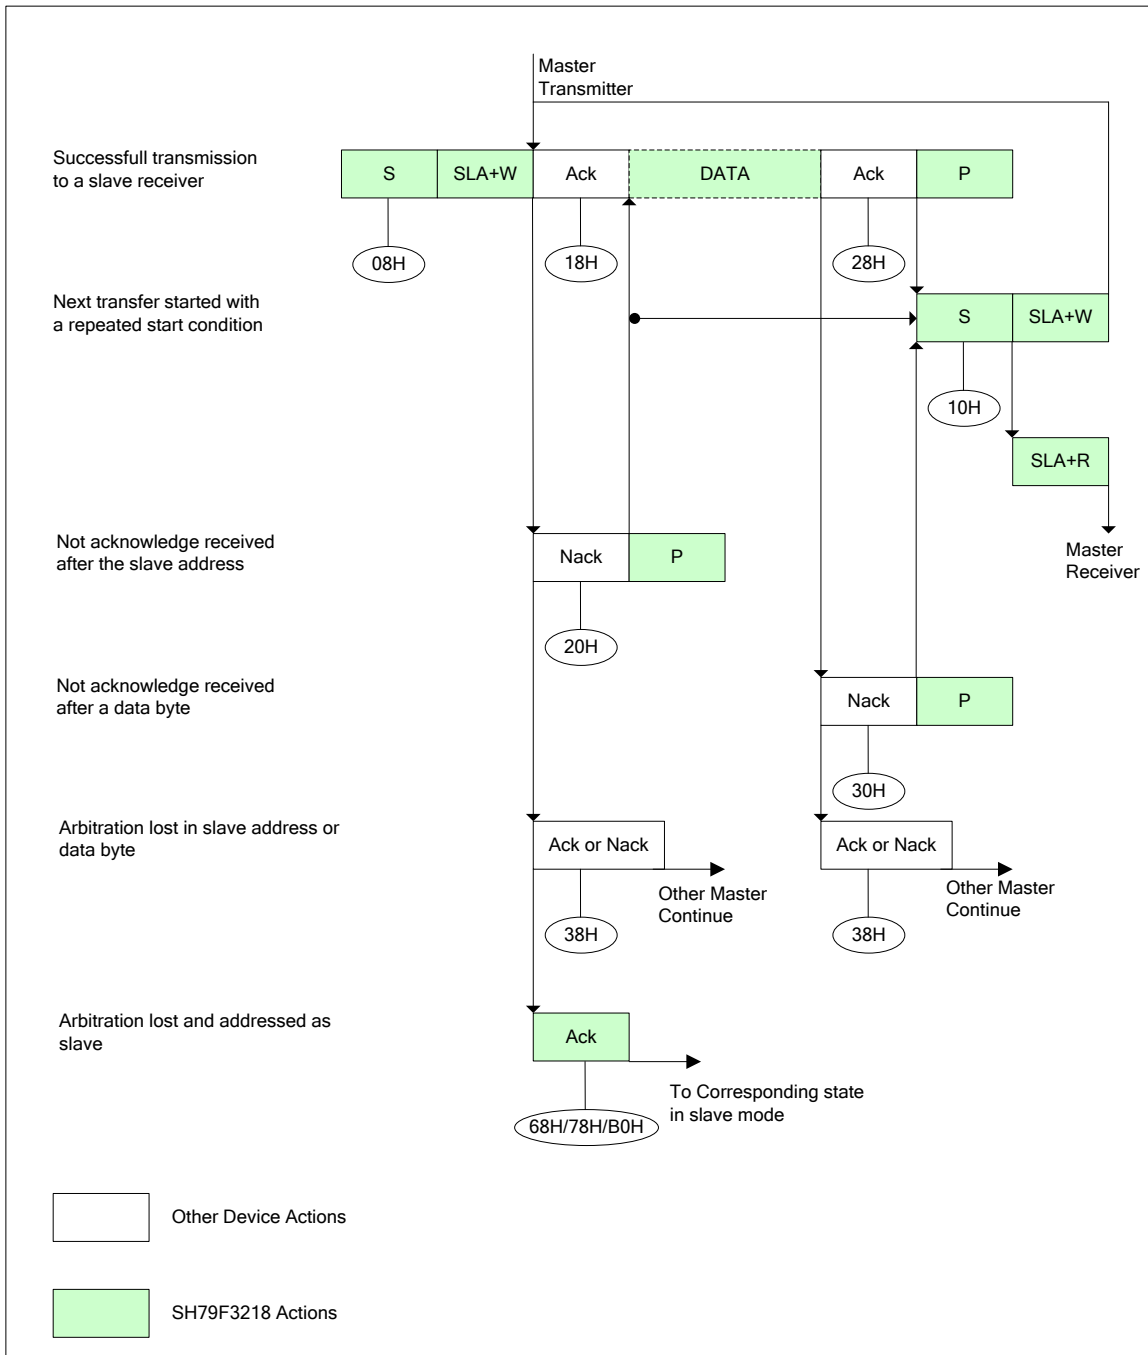 Master
Transmitter
Successfull transmission
to a slave receiver
S
SLA+W
Ack
DATA
Ack
P
08H
18H
28H
Next transfer started with
a repeated start condition
S
SLA+W
10H
SLA+R
Not acknowledge received
after the slave address
Nack
P
Master
Receiver
20H
Not acknowledge received
after a data byte
Nack
P
30H
Arbitration lost in slave address or
data byte
Ack or Nack
Ack or Nack
Other Master
Continue
Other Master
Continue
38H
38H
Arbitration lost and addressed as
slave
Ack
To Corresponding state
in slave mode
68H/78H/B0H
Other Device Actions
SH79F3218 Actions